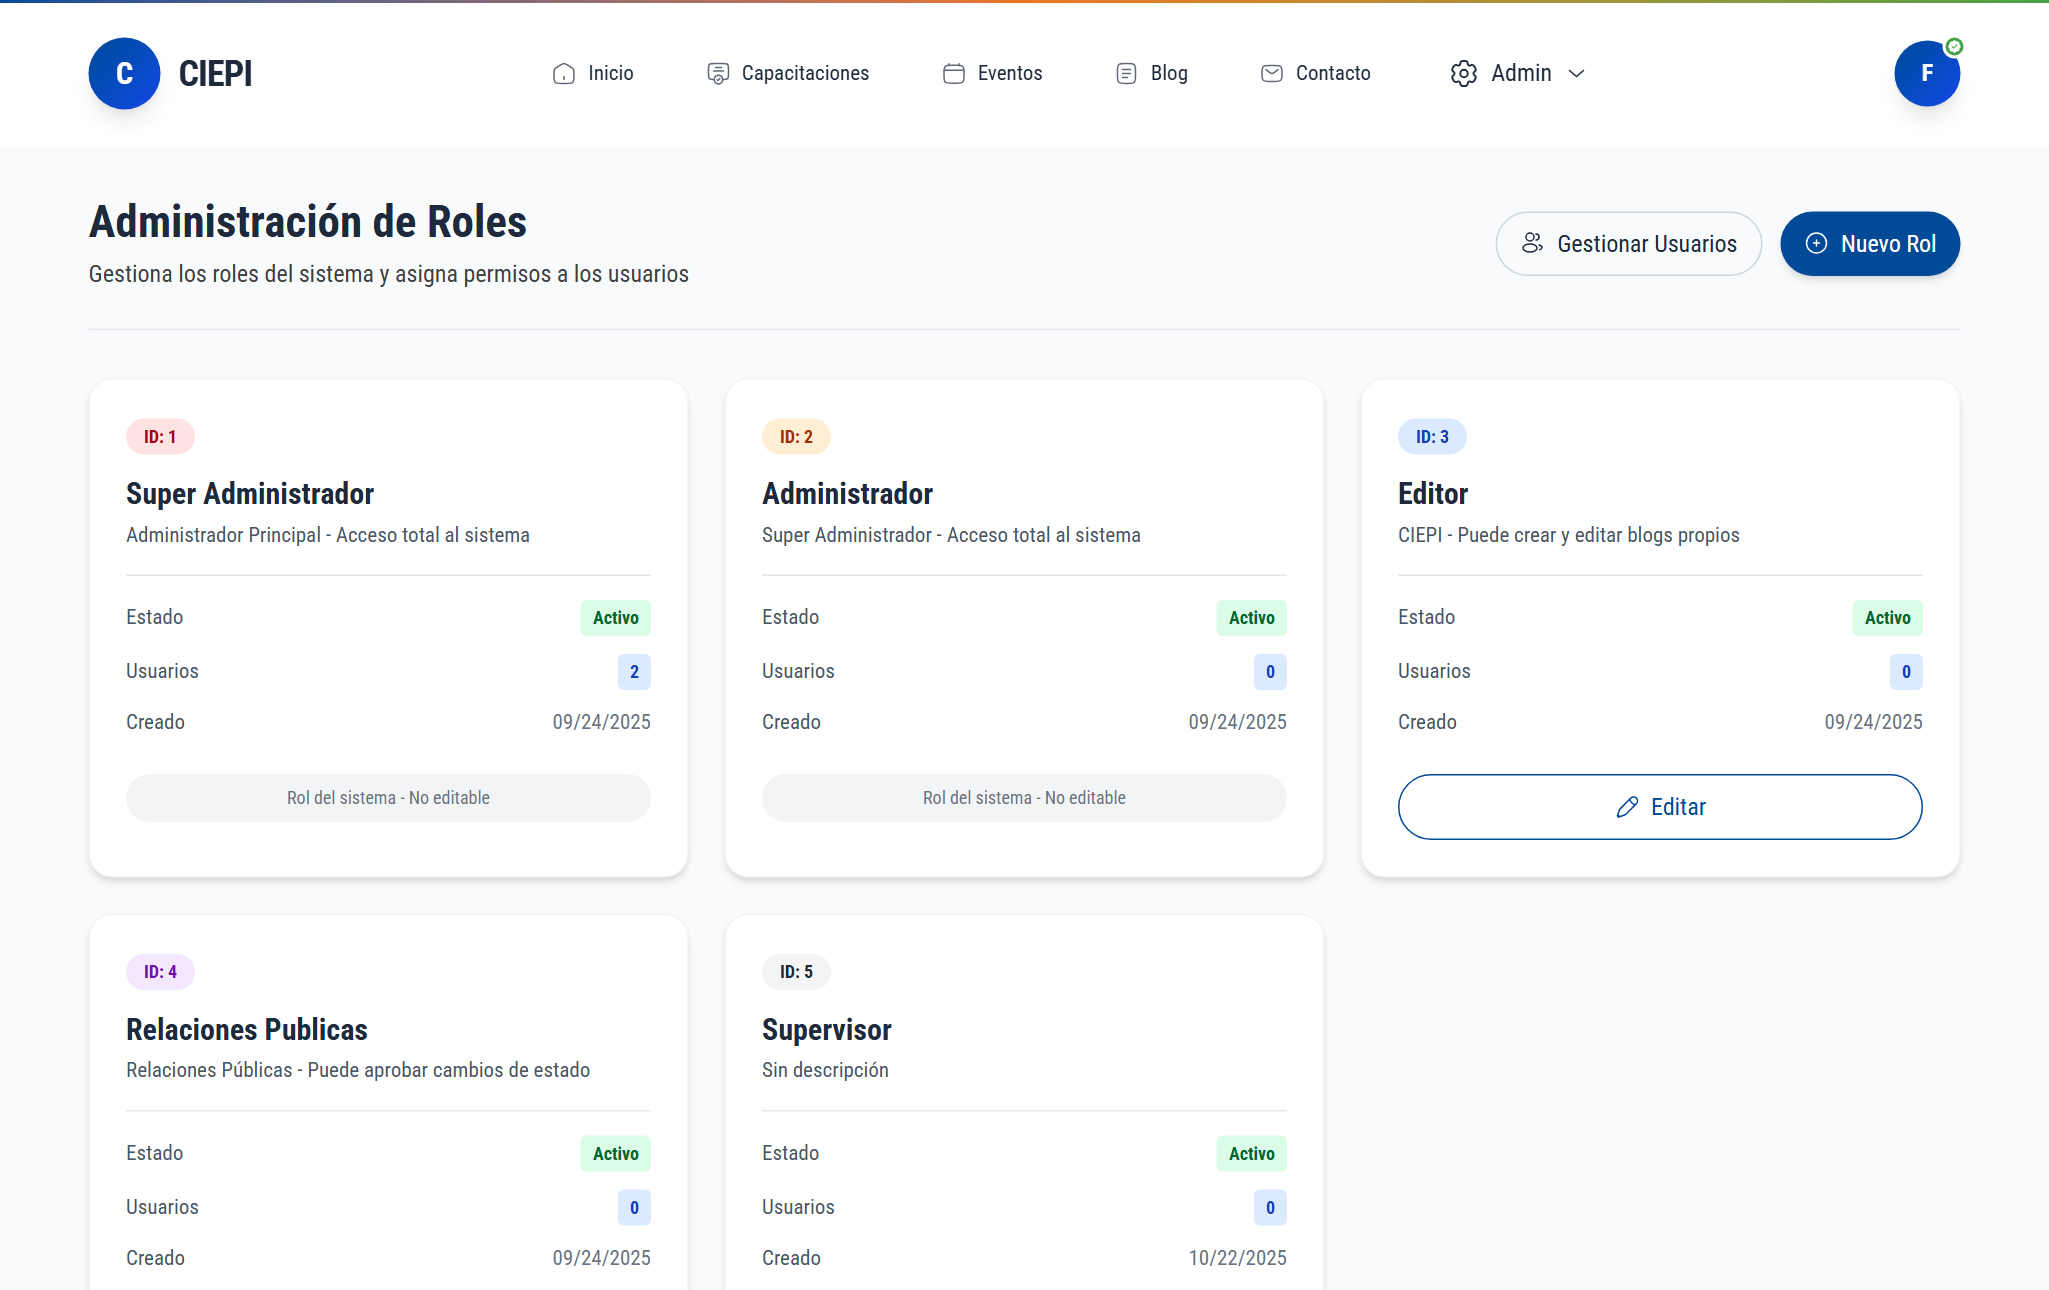 C CIEPI Inicio Capacitaciones Eventos Blog Contacto Admin F
Administración de Roles
Gestiona los roles del sistema y asigna permisos a los usuarios
Gestionar Usuarios
Nuevo Rol
ID: 1
Super Administrador
Administrador Principal - Acceso total al sistema
Estado Activo
Usuarios 2
Creado 09/24/2025
Rol del sistema - No editable
ID: 2
Administrador
Super Administrador - Acceso total al sistema
Estado Activo
Usuarios 0
Creado 09/24/2025
Rol del sistema - No editable
ID: 3
Editor
CIEPI - Puede crear y editar blogs propios
Estado Activo
Usuarios 0
Creado 09/24/2025
Editar
ID: 4
Relaciones Publicas
Relaciones Públicas - Puede aprobar cambios de estado
Estado Activo
Usuarios 0
Creado 09/24/2025
ID: 5
Supervisor
Sin descripción
Estado Activo
Usuarios 0
Creado 10/22/2025